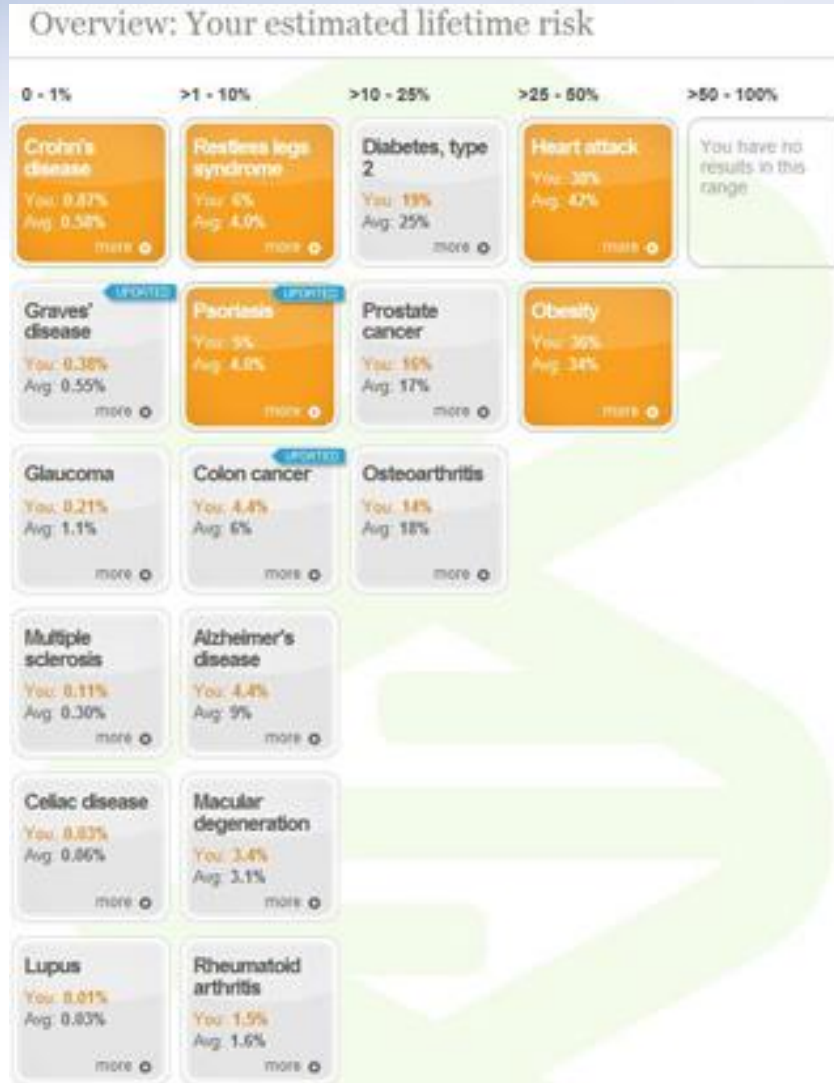 Overview: Your estimated lifetime risk
0 - 1%
>1 - 10%
>10 - 25%
>25 - 50%
>50 - 100%
Crohn's
disease
You: 0.87%
Avg: 0.58%
more
Restless legs
syndrome
You: 6%
Avg: 4.0%
more
Diabetes, type
2
You: 19%
Avg: 25%
more
Heart attack
You: 38%
Avg: 42%
more
You have no
results in this
range
UPDATED
Graves'
disease
You: 0.38%
Avg: 0.55%
more
UPDATED
Psoriasis
You: 5%
Avg: 4.0%
more
Prostate
cancer
You: 16%
Avg: 17%
more
Obesity
You: 36%
Avg: 34%
more
Glaucoma
You: 0.21%
Avg: 1.1%
more
UPDATED
Colon cancer
You: 4.4%
Avg: 6%
more
Osteoarthritis
You: 14%
Avg: 18%
more
Multiple
sclerosis
You: 0.11%
Avg: 0.30%
more
Alzheimer's
disease
You: 4.4%
Avg: 9%
more
Celiac disease
You: 0.03%
Avg: 0.06%
more
Macular
degeneration
You: 3.4%
Avg: 3.1%
more
Lupus
You: 0.01%
Avg: 0.03%
more
Rheumatoid
arthritis
You: 1.5%
Avg: 1.6%
more